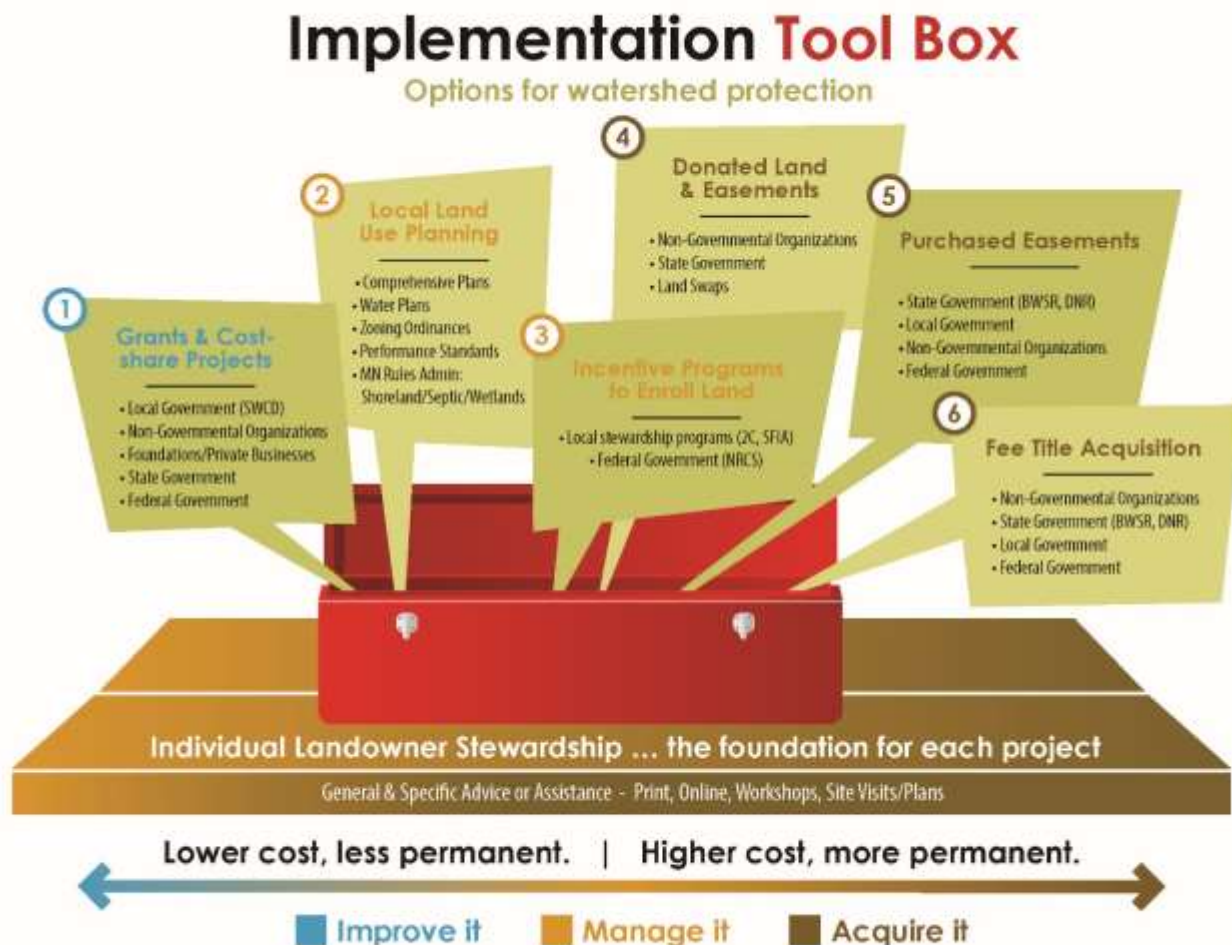 Implementation Tool Box
Options for watershed protection
1
Grants & Cost-
share Projects
• Local Government (SWCD)
• Non-Governmental Organizations
• Foundations/Private Businesses
• State Government
• Federal Government
2
Local Land
Use Planning
• Comprehensive Plans
• Water Plans
• Zoning Ordinances
• Performance Standards
• MN Rules Admin:
Shoreland/Septic/Wetlands
3
Incentive Programs
to Enroll Land
• Local stewardship programs (2C, SFIA)
• Federal Government (NRCS)
4
Donated Land
& Easements
• Non-Governmental Organizations
• State Government
• Land Swaps
5
Purchased Easements
• State Government (BWSR, DNR)
• Local Government
• Non-Governmental Organizations
• Federal Government
6
Fee Title Acquisition
• Non-Governmental Organizations
• State Government (BWSR, DNR)
• Local Government
• Federal Government
Individual Landowner Stewardship ... the foundation for each project
General & Specific Advice or Assistance - Print, Online, Workshops, Site Visits/Plans
Lower cost, less permanent. | Higher cost, more permanent.
Improve it Manage it Acquire it